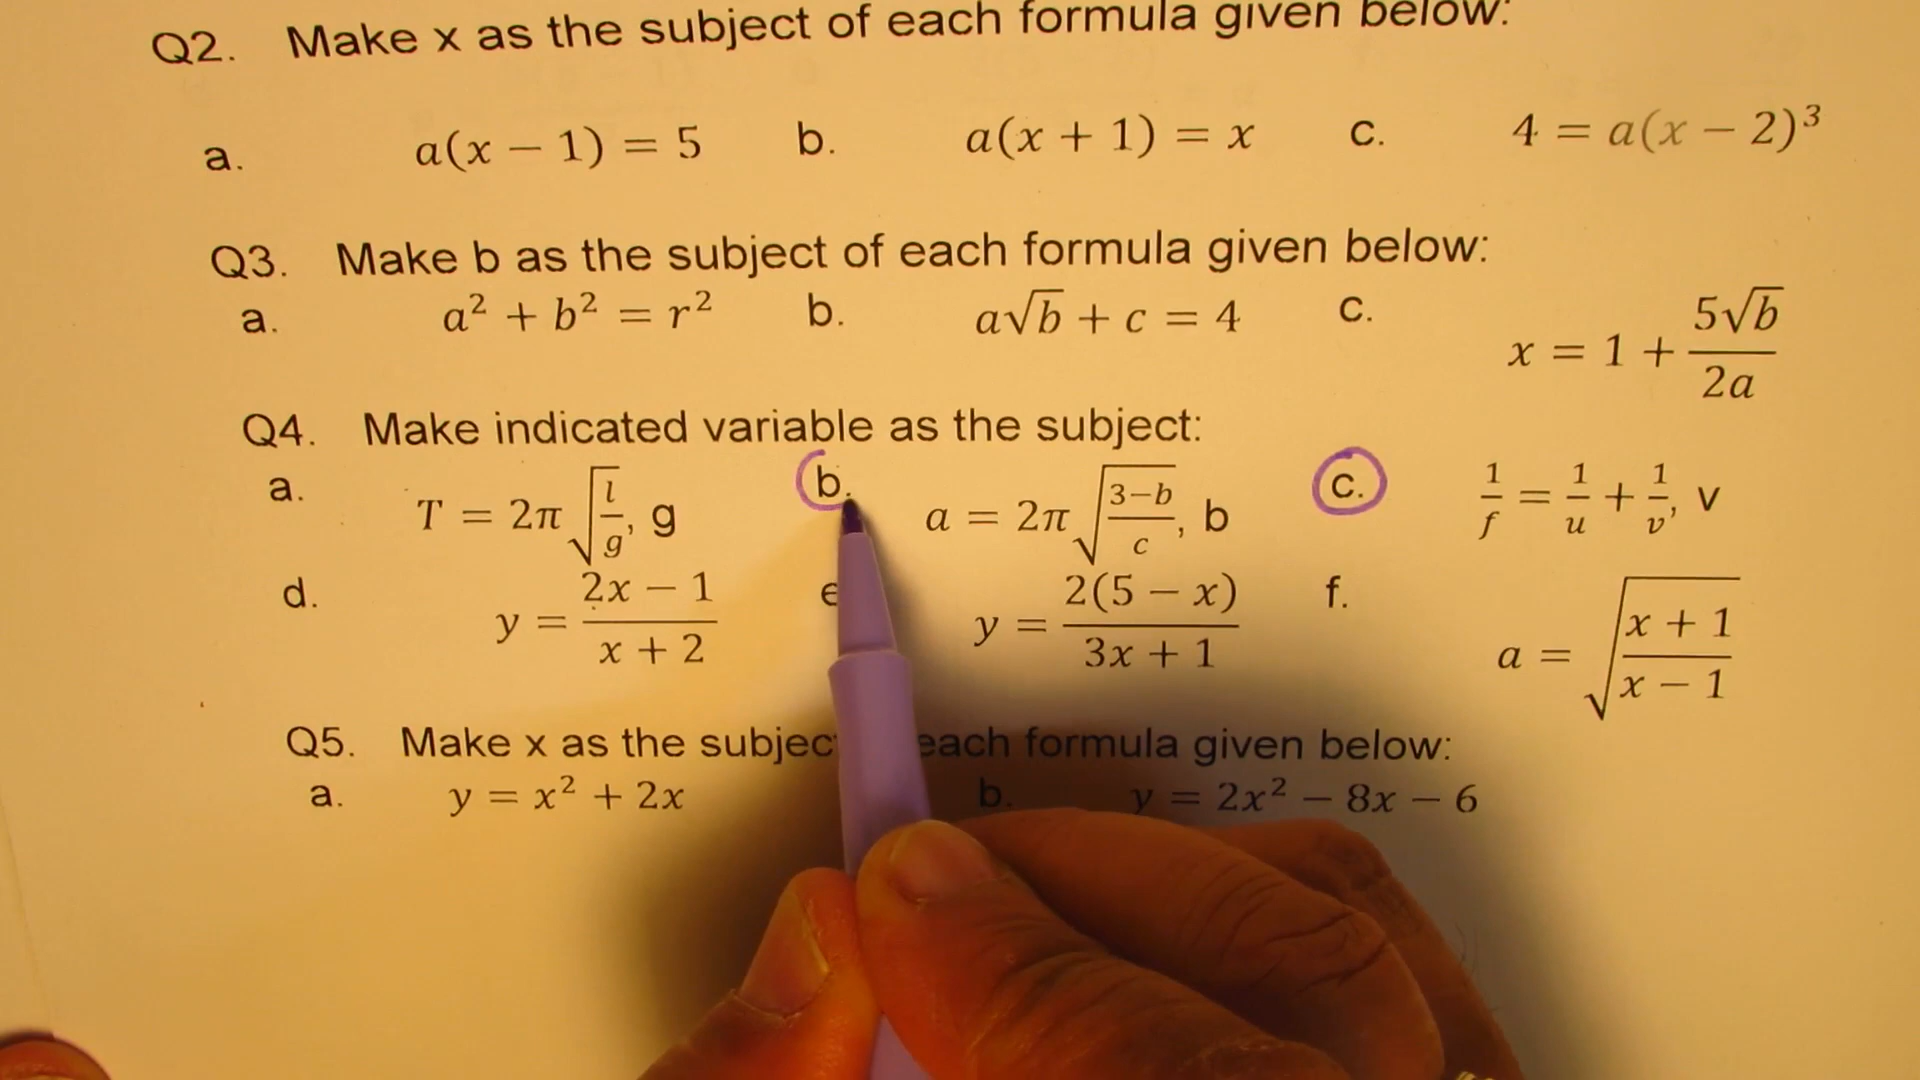 Q2. Make x as the subject of each formula given below:
a. a(x − 1) = 5 b. a(x + 1) = x c. 4 = a(x − 2)³
Q3. Make b as the subject of each formula given below:
a. a² + b² = r² b. a√b + c = 4 c. x = 1 + 5√b/2a
Q4. Make indicated variable as the subject:
a. T = 2π√(l/g), g b. a = 2π√((3−b)/c), b c. 1/f = 1/u + 1/v, v
d. y = (2x − 1)/(x + 2) y = 2(5 − x)/(3x + 1) f. a = √((x + 1)/(x − 1))
Q5. Make x as the subject each formula given below:
a. y = x² + 2x b. y = 2x² − 8x − 6